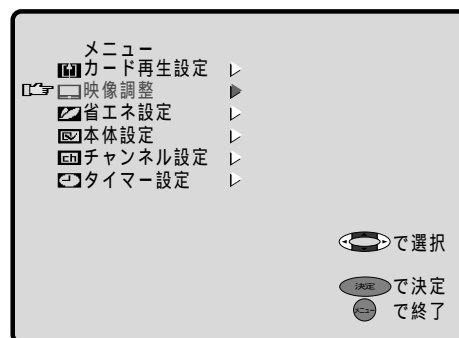 メニュー
カード再生設定
映像調整
省エネ設定
本体設定
Ch チャンネル設定
タイマー設定
で選択
決定 で決定
メニュー で終了